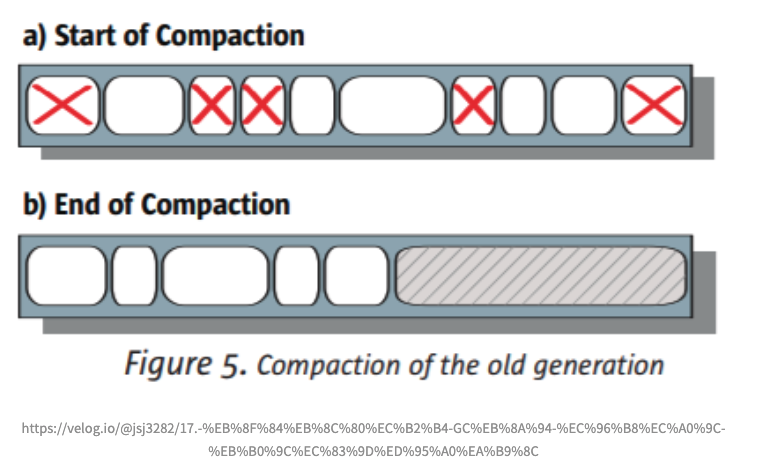 a) Start of Compaction
b) End of Compaction
Figure 5. Compaction of the old generation
https://velog.io/@jsj3282/17.-%EB%8F%84%EB%8C%80%EC%B2%B4-GC%EB%8A%94-%EC%96%B8%EC%A0%9C-
%EB%B0%9C%EC%83%9D%ED%95%A0%EA%B9%8C